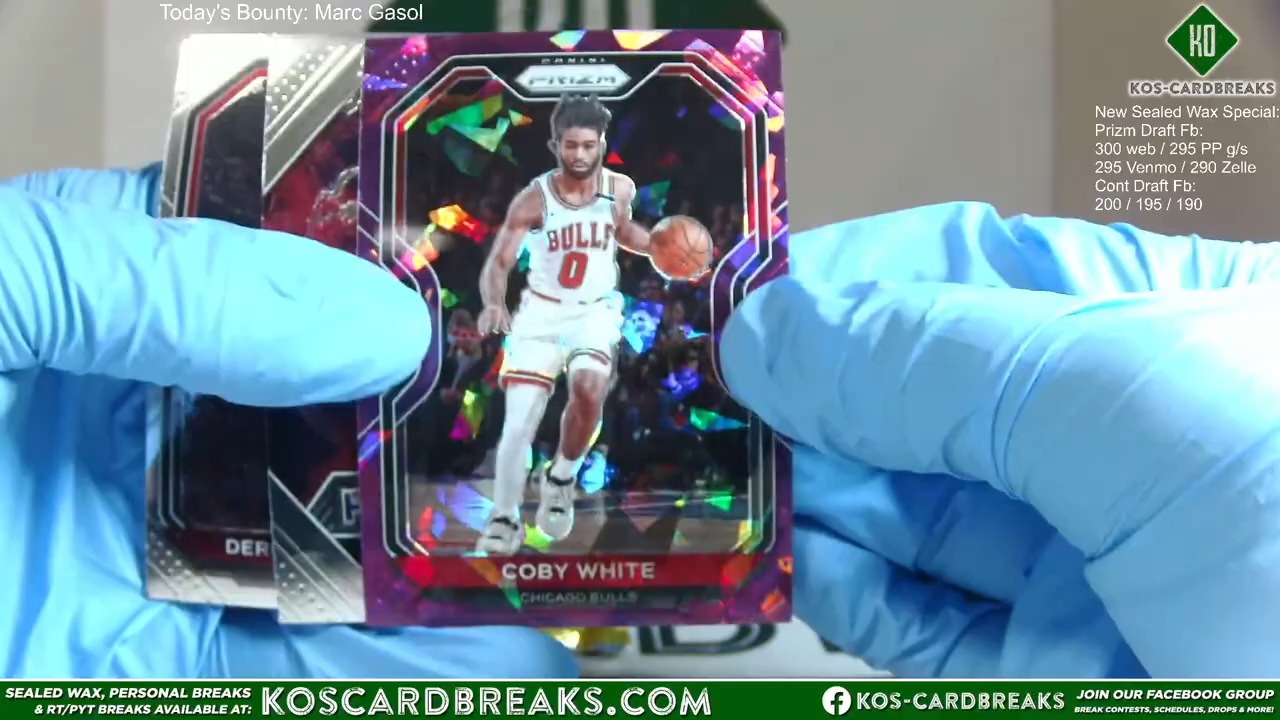 Today's Bounty: Marc Gasol
KO
KOS-CARDBREAKS
New Sealed Wax Special:
Prizm Draft Fb:
300 web / 295 PP g/s
295 Venmo / 290 Zelle
Cont Draft Fb:
200 / 195 / 190
PANINI
PRIZM
BULLS
0
DER
COBY WHITE
CHICAGO BULLS
SEALED WAX, PERSONAL BREAKS
& RT/PYT BREAKS AVAILABLE AT:
KOSCARDBREAKS.COM
KOS-CARDBREAKS
JOIN OUR FACEBOOK GROUP
BREAK CONTESTS, SCHEDULES, DROPS & MORE!